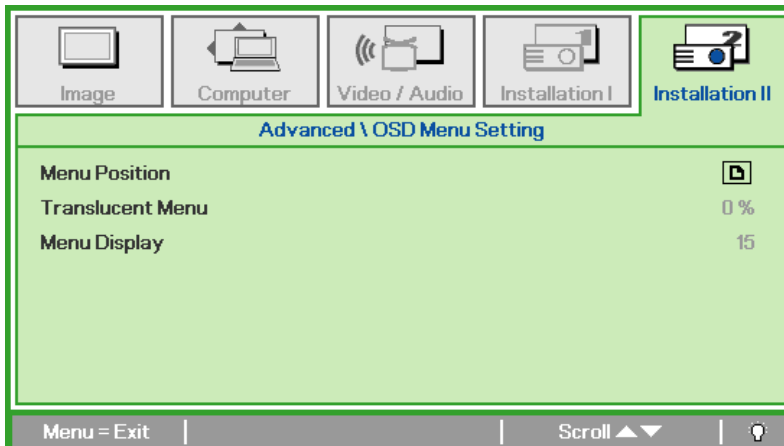 Image
Computer
Video / Audio
Installation I
Installation II
Advanced \ OSD Menu Setting
Menu Position
Translucent Menu 0 %
Menu Display 15
Menu = Exit Scroll ▲▼